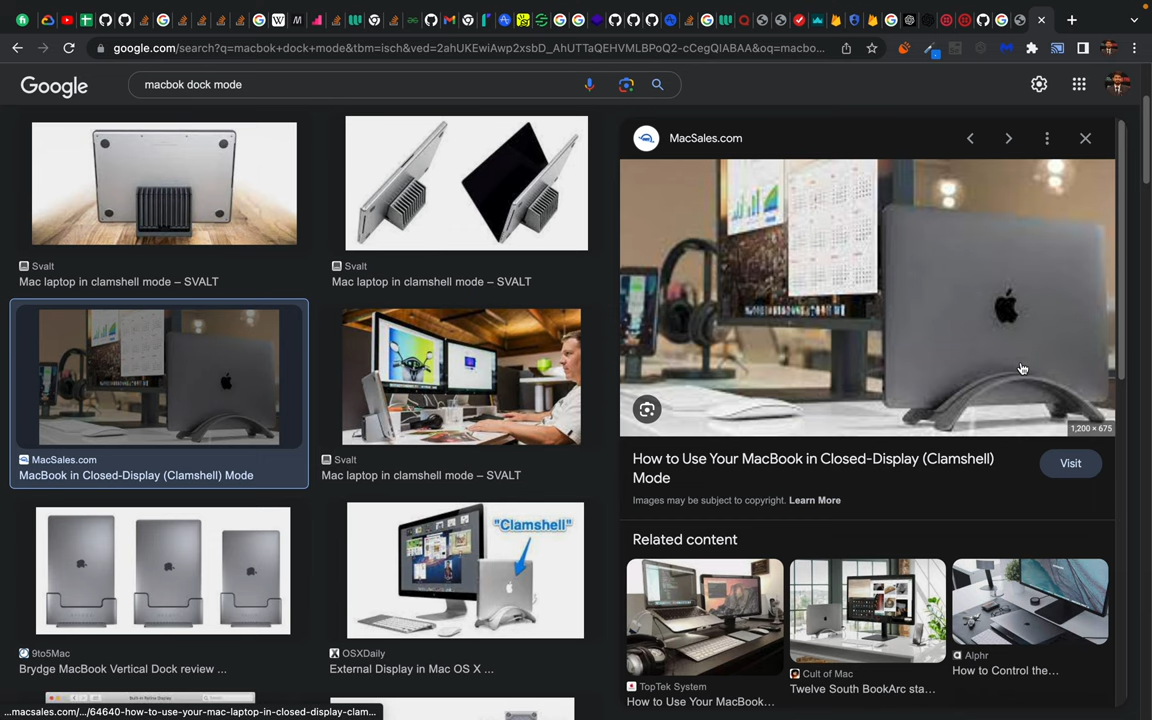 google.com/search?q=macbok+dock+mode&tbm=isch&ved=2ahUKEwiAwp2xsbD_AhUTTaQEHVMLBPoQ2-cCegQIABAA&oq=macbo...
Google
macbok dock mode
MacSales.com
Svalt
Mac laptop in clamshell mode – SVALT
Svalt
Mac laptop in clamshell mode – SVALT
1,200 × 675
MacSales.com
MacBook in Closed-Display (Clamshell) Mode
Svalt
Mac laptop in clamshell mode – SVALT
How to Use Your MacBook in Closed-Display (Clamshell)
Mode
Visit
Images may be subject to copyright. Learn More
Related content
"Clamshell"
9to5Mac
Brydge MacBook Vertical Dock review ...
OSXDaily
External Display in Mac OS X ...
TopTek System
How to Use Your MacBook...
Cult of Mac
Twelve South BookArc sta...
Alphr
How to Control the...
...macsales.com/.../64640-how-to-use-your-mac-laptop-in-closed-display-clam...